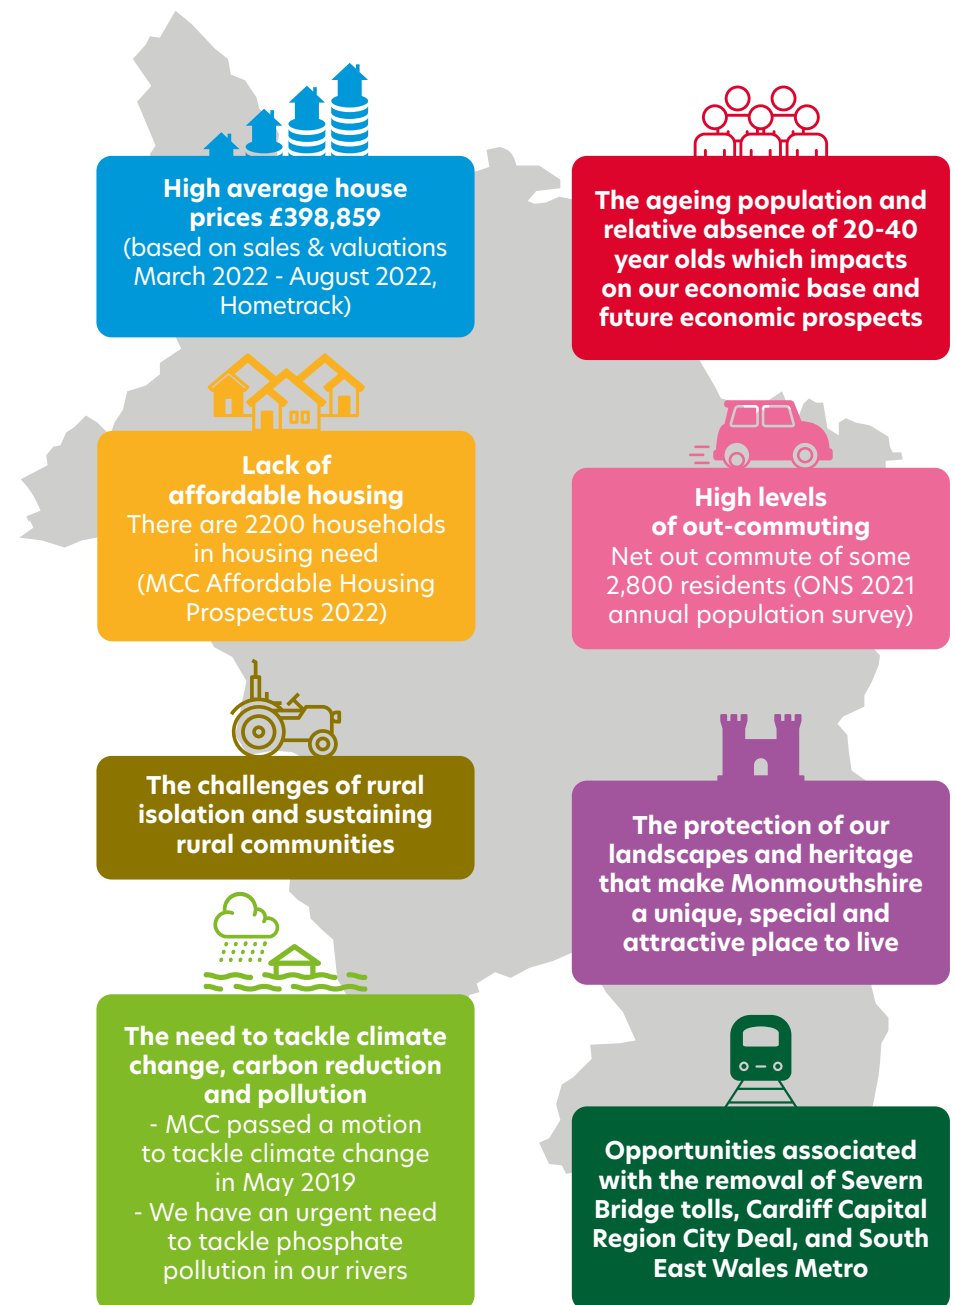 High average house
prices £398,859
(based on sales & valuations
March 2022 - August 2022,
Hometrack)
The ageing population and
relative absence of 20-40
year olds which impacts
on our economic base and
future economic prospects
Lack of
affordable housing
There are 2200 households
in housing need
(MCC Affordable Housing
Prospectus 2022)
High levels
of out-commuting
Net out commute of some
2,800 residents (ONS 2021
annual population survey)
The challenges of rural
isolation and sustaining
rural communities
The protection of our
landscapes and heritage
that make Monmouthshire
a unique, special and
attractive place to live
The need to tackle climate
change, carbon reduction
and pollution
- MCC passed a motion
to tackle climate change
in May 2019
- We have an urgent need
to tackle phosphate
pollution in our rivers
Opportunities associated
with the removal of Severn
Bridge tolls, Cardiff Capital
Region City Deal, and South
East Wales Metro